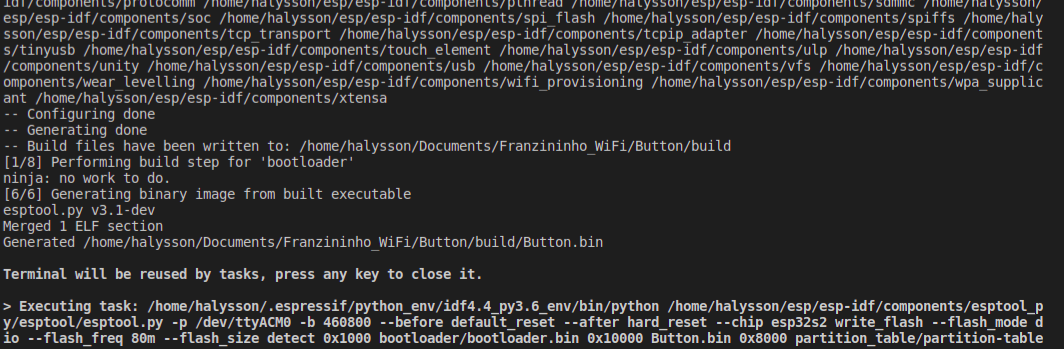 idf/components/protocomm /home/halysson/esp/esp-idf/components/pthread /home/halysson/esp/esp-idf/components/sdmmc /home/halysson/
esp/esp-idf/components/soc /home/halysson/esp/esp-idf/components/spi_flash /home/halysson/esp/esp-idf/components/spiffs /home/haly
sson/esp/esp-idf/components/tcp_transport /home/halysson/esp/esp-idf/components/tcpip_adapter /home/halysson/esp/esp-idf/component
s/tinyusb /home/halysson/esp/esp-idf/components/touch_element /home/halysson/esp/esp-idf/components/ulp /home/halysson/esp/esp-idf
/components/unity /home/halysson/esp/esp-idf/components/usb /home/halysson/esp/esp-idf/components/vfs /home/halysson/esp/esp-idf/c
omponents/wear_levelling /home/halysson/esp/esp-idf/components/wifi_provisioning /home/halysson/esp/esp-idf/components/wpa_supplic
ant /home/halysson/esp/esp-idf/components/xtensa
-- Configuring done
-- Generating done
-- Build files have been written to: /home/halysson/Documents/Franzininho_WiFi/Button/build
[1/8] Performing build step for 'bootloader'
ninja: no work to do.
[6/6] Generating binary image from built executable
esptool.py v3.1-dev
Merged 1 ELF section
Generated /home/halysson/Documents/Franzininho_WiFi/Button/build/Button.bin
Terminal will be reused by tasks, press any key to close it.
> Executing task: /home/halysson/.espressif/python_env/idf4.4_py3.6_env/bin/python /home/halysson/esp/esp-idf/components/esptool_p
y/esptool/esptool.py -p /dev/ttyACM0 -b 460800 --before default_reset --after hard_reset --chip esp32s2 write_flash --flash_mode d
io --flash_freq 80m --flash_size detect 0x1000 bootloader/bootloader.bin 0x10000 Button.bin 0x8000 partition_table/partition-table